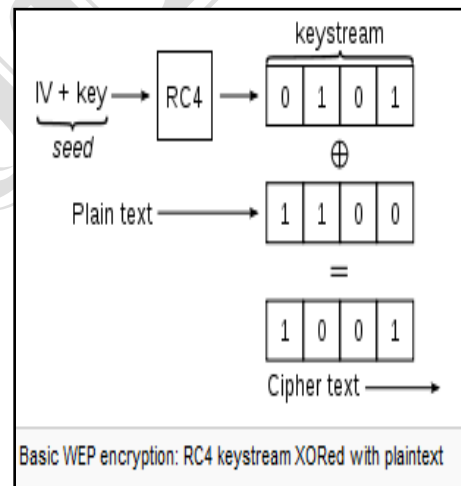 keystream
IV + key RC4 0 1 0 1
seed
⊕
Plain text 1 1 0 0
=
1 0 0 1
Cipher text
Basic WEP encryption: RC4 keystream XORed with plaintext